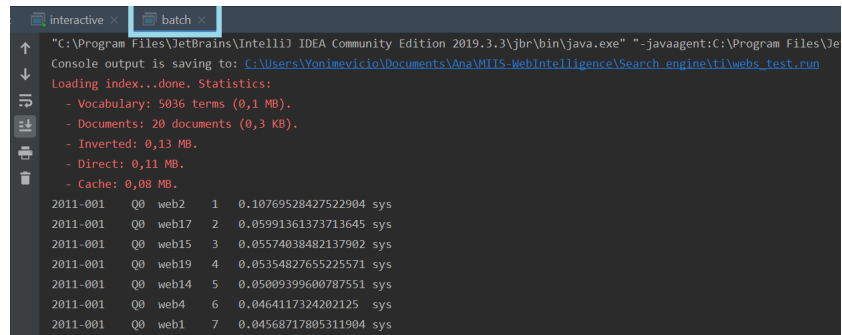 interactive × batch ×
"C:\Program Files\JetBrains\IntelliJ IDEA Community Edition 2019.3.3\jbr\bin\java.exe" "-javaagent:C:\Program Files\Je
Console output is saving to: C:\Users\Yonimevicio\Documents\Ana\MIIS-WebIntelligence\Search engine\ti\webs_test.run
Loading index...done. Statistics:
- Vocabulary: 5036 terms (0,1 MB).
- Documents: 20 documents (0,3 KB).
- Inverted: 0,13 MB.
- Direct: 0,11 MB.
- Cache: 0,08 MB.
2011-001 Q0 web2 1 0.10769528427522904 sys
2011-001 Q0 web17 2 0.05991361373713645 sys
2011-001 Q0 web15 3 0.05574038482137902 sys
2011-001 Q0 web19 4 0.05354827655225571 sys
2011-001 Q0 web14 5 0.05009399600787551 sys
2011-001 Q0 web4 6 0.0464117324202125 sys
2011-001 Q0 web1 7 0.04568717805311904 sys